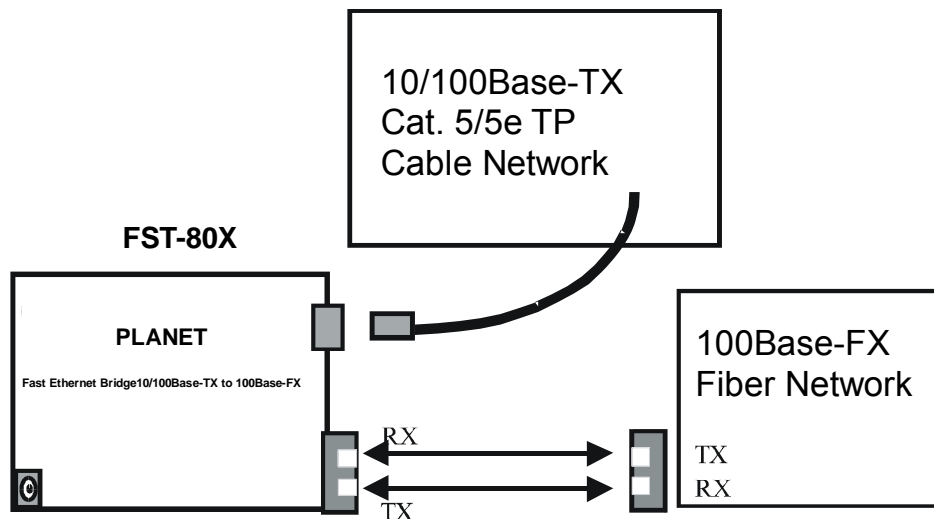 10/100Base-TX
Cat. 5/5e TP
Cable Network
FST-80X
PLANET
Fast Ethernet Bridge10/100Base-TX to 100Base-FX
100Base-FX
Fiber Network
RX
TX
TX
RX